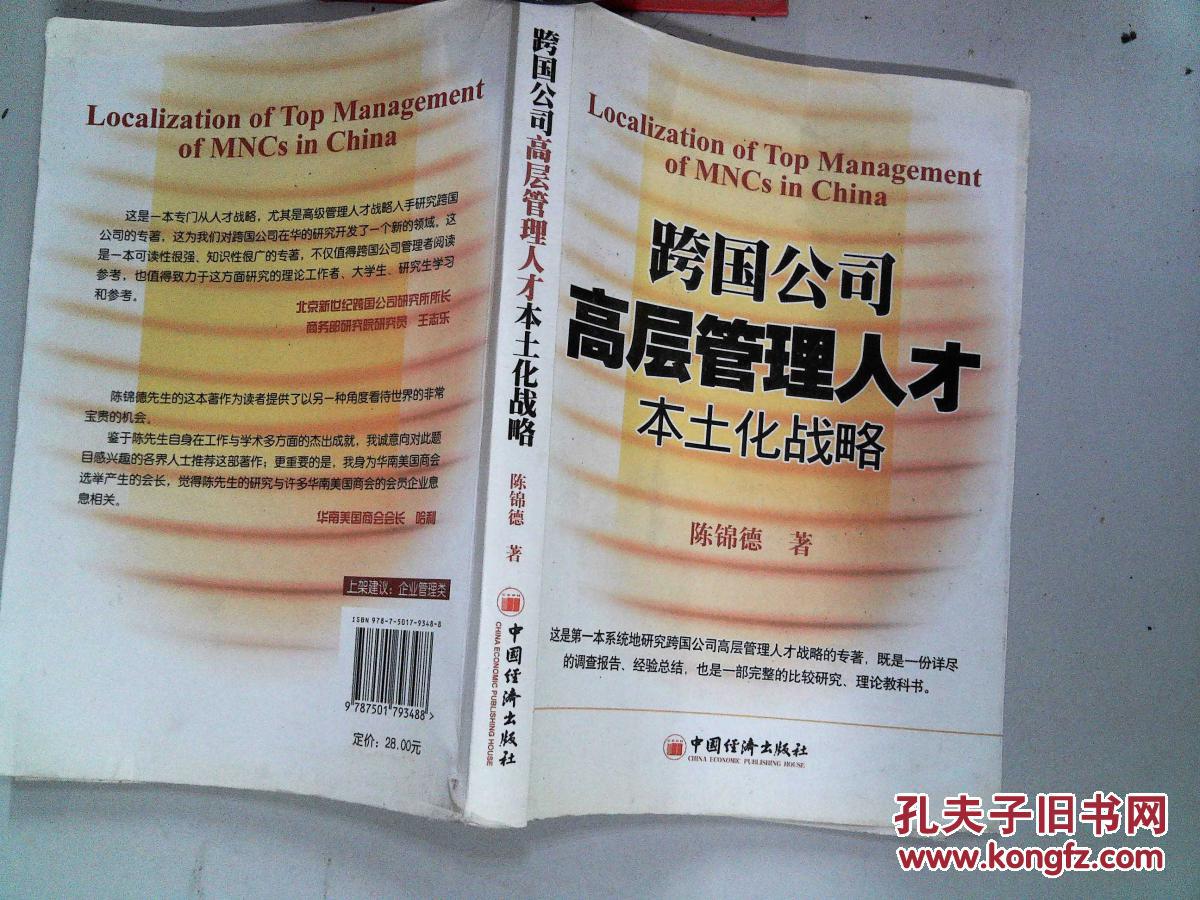 Localization of Top Management
of MNCs in China
这是一本专门从人才战略，尤其是高级管理人才战略入手研究跨国
公司的专著，这为我们对跨国公司在华的研究开发了一个新的领域。这
是一本可读性很强、知识性很广的专著，不仅值得跨国公司管理者阅读
参考，也值得致力于这方面研究的理论工作者、大学生、研究生学习
和参考。
北京新世纪跨国公司研究所所长
商务部研究院研究员 王志乐
陈锦德先生的这本著作为读者提供了以另一种角度看待世界的非常
宝贵的机会。
鉴于陈先生自身在工作与学术多方面的杰出成就，我诚意向对此题
目感兴趣的各界人士推荐这部著作；更重要的是，我身为华南美国商会
选举产生的会长，觉得陈先生的研究与许多华南美国商会的会员企业息
息相关。
华南美国商会会长 哈利
上架建议：企业管理类
ISBN 978-7-5017-9348-8
9 787501 793488 >
定价：28.00元
跨国公司高层管理人才本土化战略
陈锦德 著
中国经济出版社
CHINA ECONOMIC PUBLISHING HOUSE
Localization of Top Management
of MNCs in China
跨国公司
高层管理人才
本土化战略
陈锦德 著
这是第一本系统地研究跨国公司高层管理人才战略的专著，既是一份详尽
的调查报告、经验总结，也是一部完整的比较研究、理论教科书。
中国经济出版社
CHINA ECONOMIC PUBLISHING HOUSE
孔夫子旧书网
www.kongfz.com